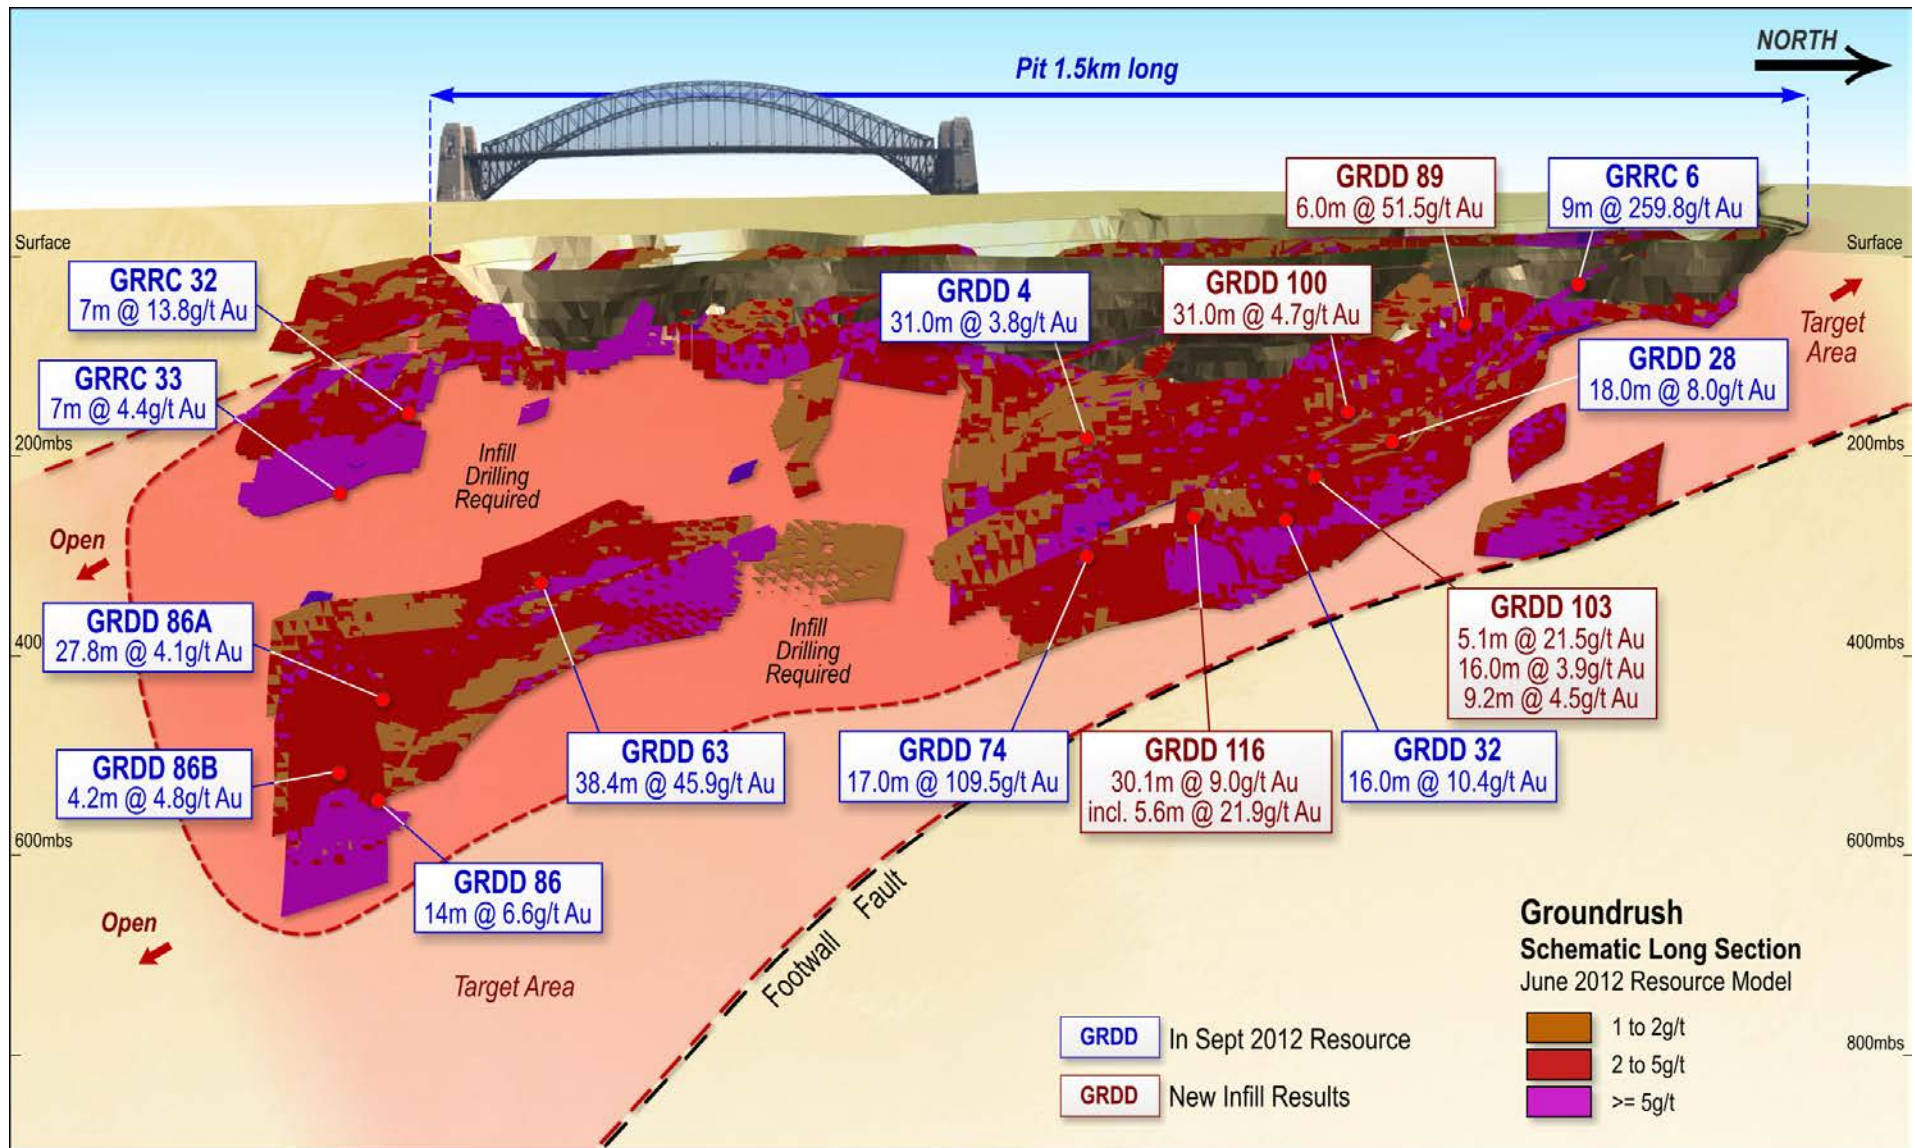 NORTH
Pit 1.5km long
GRDD 89
6.0m @ 51.5g/t Au
GRRC 6
9m @ 259.8g/t Au
Surface
Surface
GRRC 32
7m @ 13.8g/t Au
GRDD 4
31.0m @ 3.8g/t Au
GRDD 100
31.0m @ 4.7g/t Au
Target
Area
GRDD 28
18.0m @ 8.0g/t Au
GRRC 33
7m @ 4.4g/t Au
200mbs
200mbs
Infill
Drilling
Required
Open
GRDD 86A
27.8m @ 4.1g/t Au
400
400mbs
Infill
Drilling
Required
GRDD 103
5.1m @ 21.5g/t Au
16.0m @ 3.9g/t Au
9.2m @ 4.5g/t Au
GRDD 86B
4.2m @ 4.8g/t Au
GRDD 63
38.4m @ 45.9g/t Au
GRDD 74
17.0m @ 109.5g/t Au
GRDD 116
30.1m @ 9.0g/t Au
incl. 5.6m @ 21.9g/t Au
GRDD 32
16.0m @ 10.4g/t Au
600mbs
600mbs
GRDD 86
14m @ 6.6g/t Au
Open
Target Area
Footwall Fault
Groundrush
Schematic Long Section
June 2012 Resource Model
1 to 2g/t
2 to 5g/t
>= 5g/t
GRDD In Sept 2012 Resource
GRDD New Infill Results
800mbs